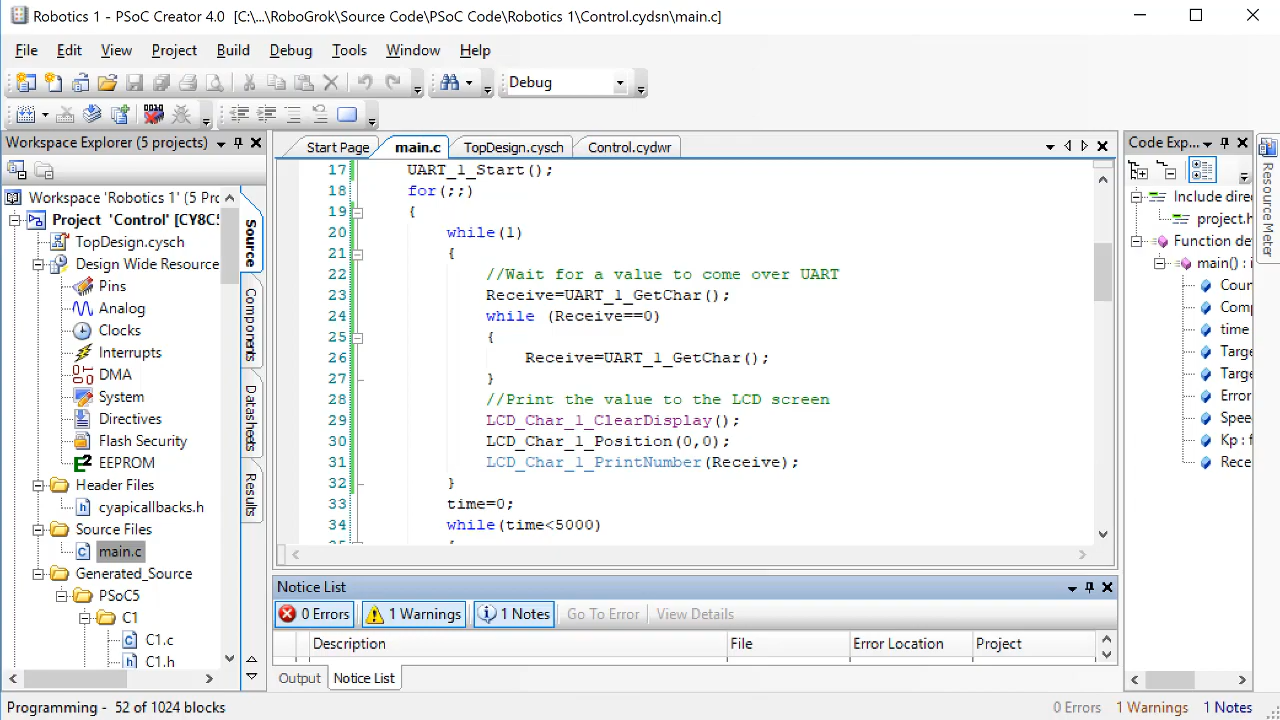 Robotics 1 - PSoC Creator 4.0 [C:\...\RoboGrok\Source Code\PSoC Code\Robotics 1\Control.cydsn\main.c]
File Edit View Project Build Debug Tools Window Help
Debug
Workspace Explorer (5 projects)
Workspace 'Robotics 1' (5 Pr
Project 'Control' [CY8C5
TopDesign.cysch
Design Wide Resource
Pins
Analog
Clocks
Interrupts
DMA
System
Directives
Flash Security
EEPROM
Header Files
cyapicallbacks.h
Source Files
main.c
Generated_Source
PSoC5
C1
C1.c
C1.h
Source
Components
Datasheets
Results
Start Page main.c TopDesign.cysch Control.cydwr
17 UART_1_Start();
18 for(;;)
19 {
20 while(1)
21 {
22 //Wait for a value to come over UART
23 Receive=UART_1_GetChar();
24 while (Receive==0)
25 {
26 Receive=UART_1_GetChar();
27 }
28 //Print the value to the LCD screen
29 LCD_Char_1_ClearDisplay();
30 LCD_Char_1_Position(0,0);
31 LCD_Char_1_PrintNumber(Receive);
32 }
33 time=0;
34 while(time<5000)
Notice List
0 Errors 1 Warnings 1 Notes Go To Error View Details
Description File Error Location Project
Output Notice List
Code Exp...
Include direc
project.h
Function de
main() : i
Coun
Comp
time
Targe
Targe
Error
Spee
Kp : f
Rece
Resource Meter
Programming - 52 of 1024 blocks
0 Errors 1 Warnings 1 Notes